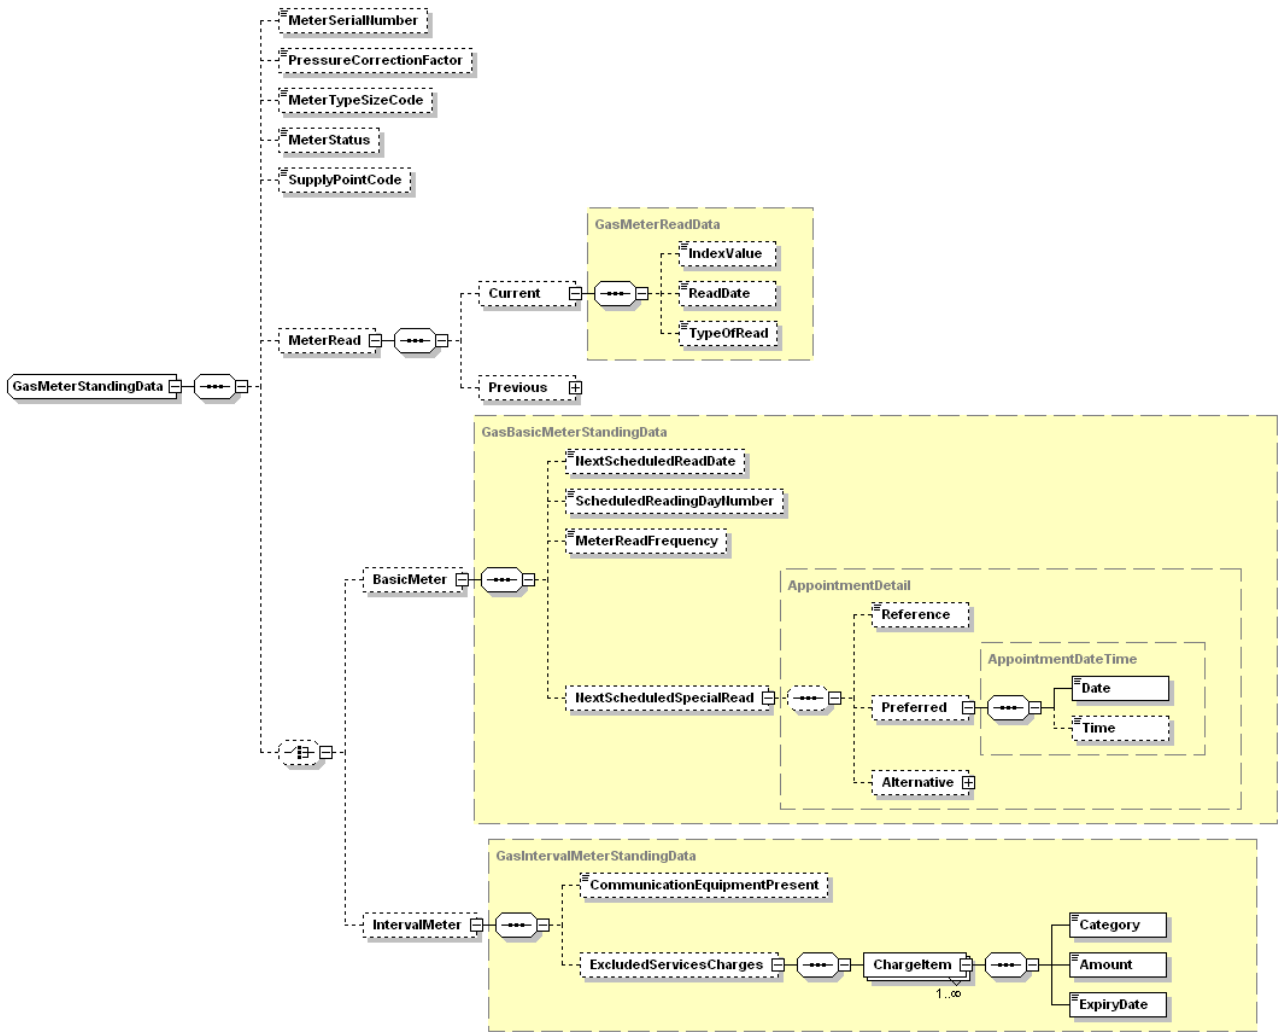 MeterSerialNumber
PressureCorrectionFactor
MeterTypeSizeCode
MeterStatus
SupplyPointCode
GasMeterReadData
IndexValue
Current
ReadDate
TypeOfRead
MeterRead
GasMeterStandingData
Previous
GasBasicMeterStandingData
NextScheduledReadDate
ScheduledReadingDayNumber
MeterReadFrequency
BasicMeter
AppointmentDetail
Reference
AppointmentDateTime
Date
NextScheduledSpecialRead
Preferred
Time
Alternative
GasIntervalMeterStandingData
CommunicationEquipmentPresent
IntervalMeter
Category
ExcludedServicesCharges
ChargeItem
Amount
1..∞
ExpiryDate